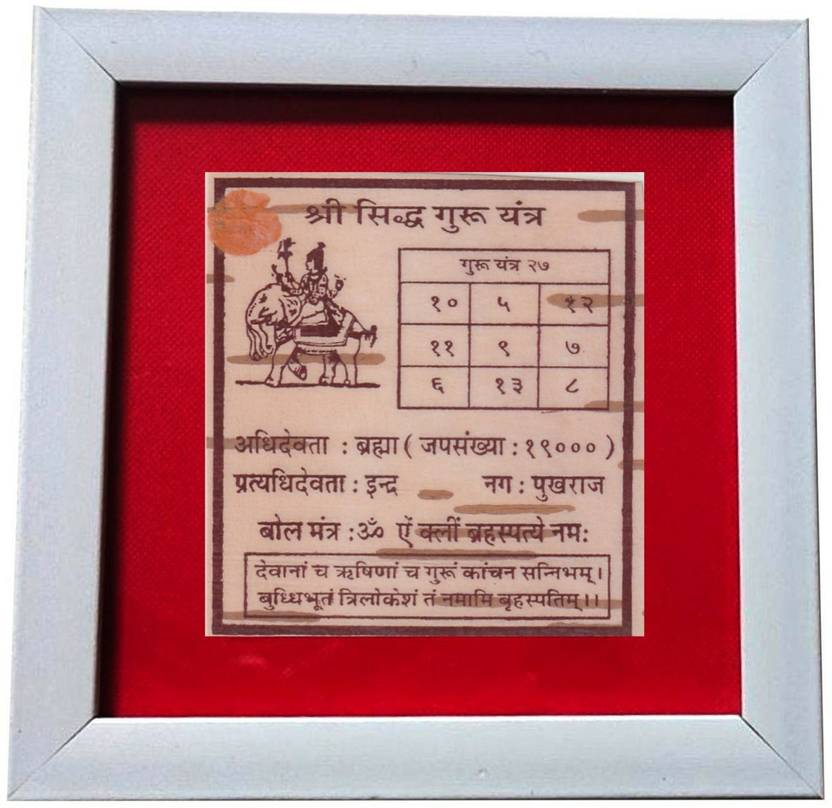 श्री सिद्ध गुरू यंत्र
गुरू यंत्र २७
१० ५ १२
११ ९ ७
६ १३ ८
अधिदेवता : ब्रह्मा ( जपसंख्या : १९००० )
प्रत्यधिदेवता : इन्द्र नग : पुखराज
बोल मंत्र :ॐ ऐं क्लीं ब्रहस्पत्ये नमः
देवानां च ऋषिणां च गुरूं कांचन सन्निभम्।
बुध्धिभूतं त्रिलोकेशं तं नमामि बृहस्पतिम्।।